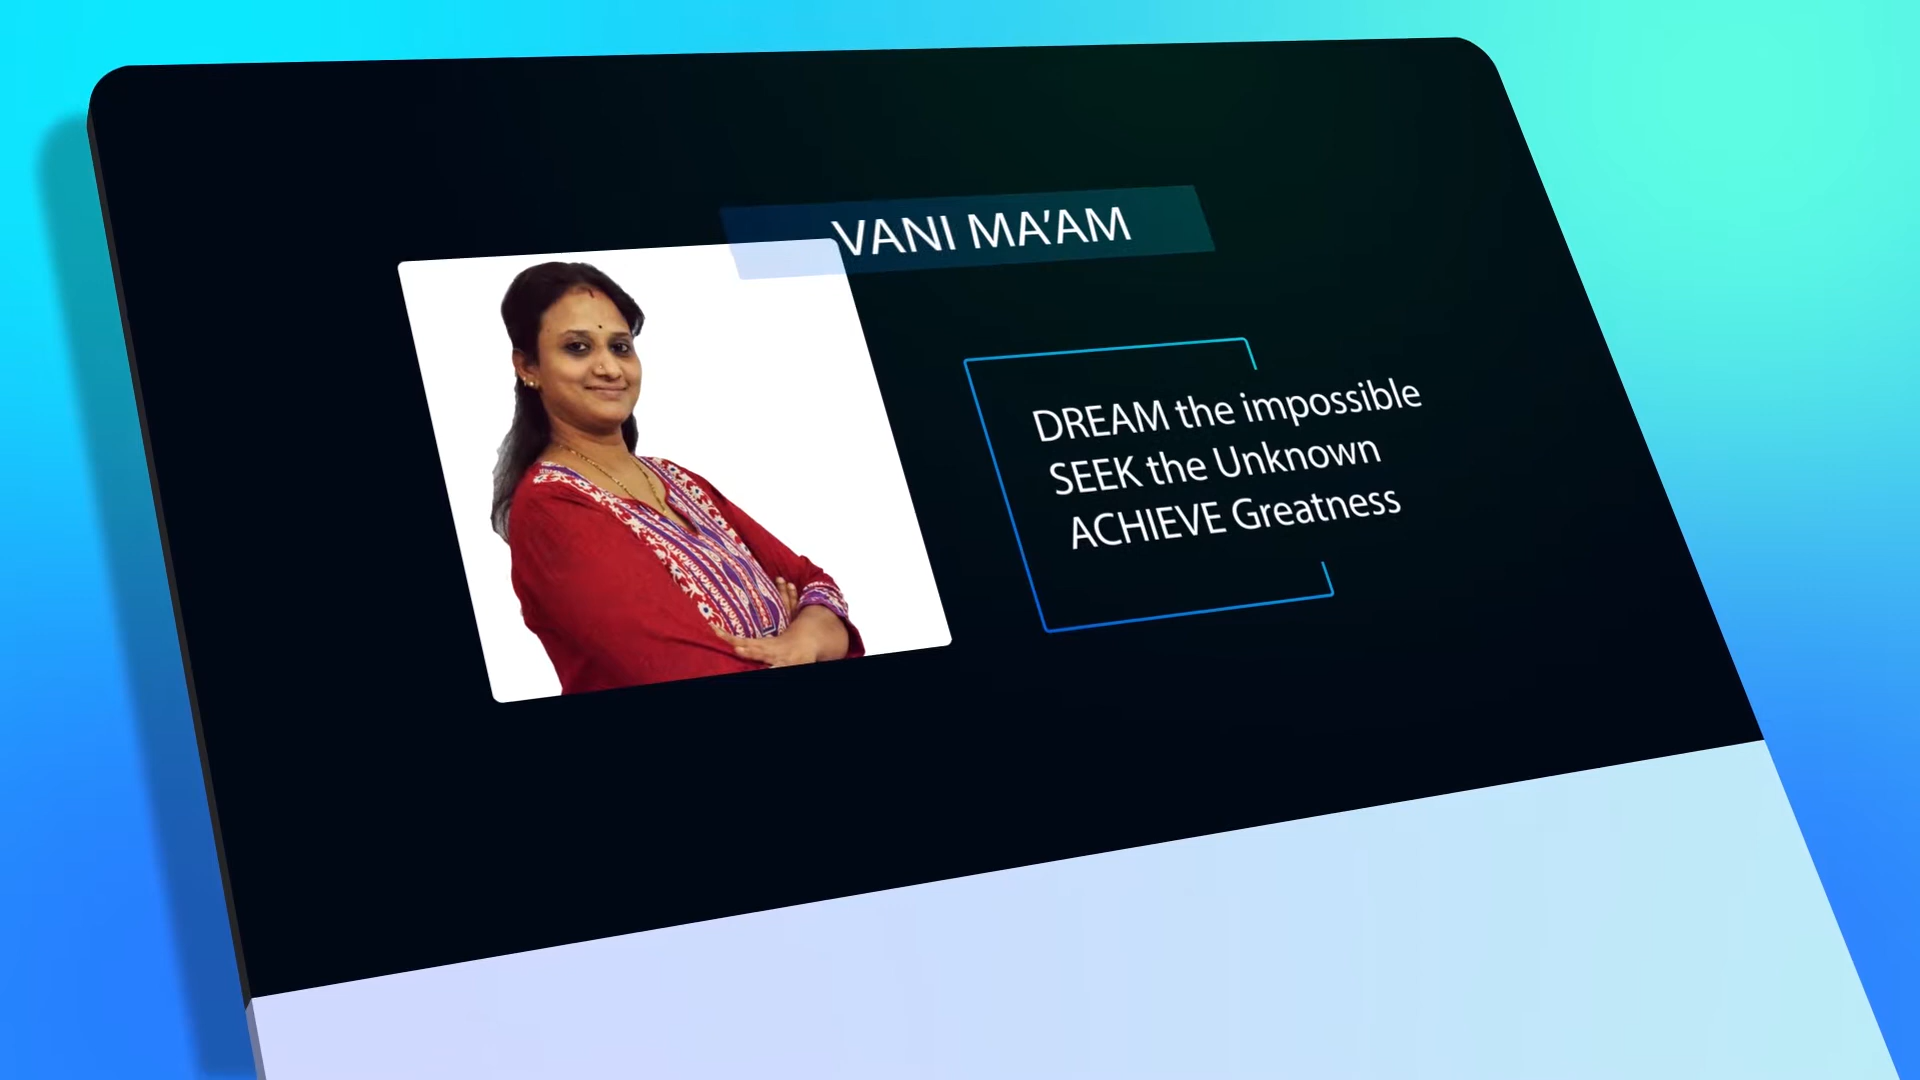 VANI MA’AM
DREAM the impossible
SEEK the Unknown
ACHIEVE Greatness